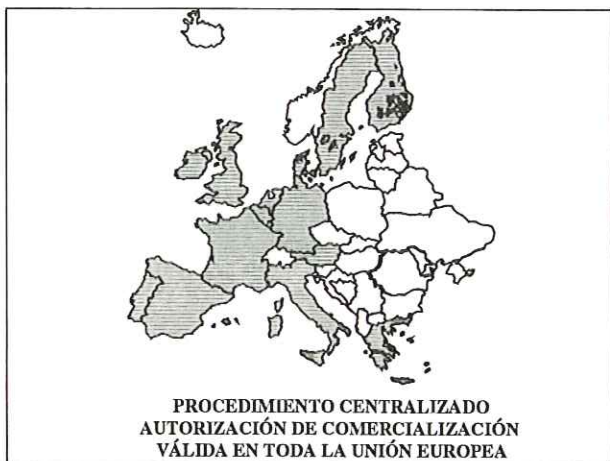 PROCEDIMIENTO CENTRALIZADO
AUTORIZACIÓN DE COMERCIALIZACIÓN
VÁLIDA EN TODA LA UNIÓN EUROPEA